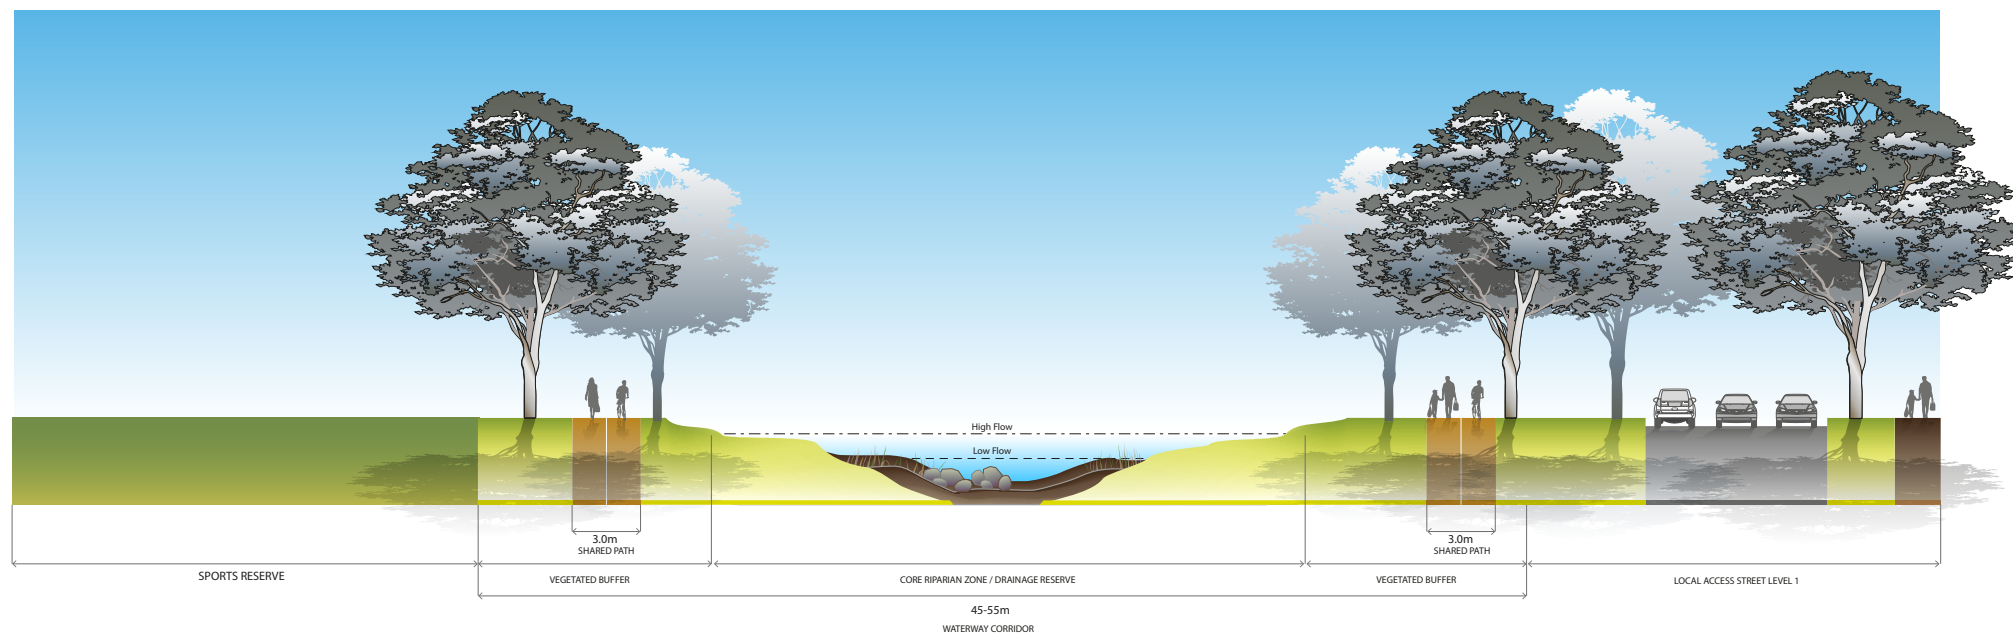 High Flow
Low Flow
3.0m
SHARED PATH
3.0m
SHARED PATH
SPORTS RESERVE
VEGETATED BUFFER
CORE RIPARIAN ZONE / DRAINAGE RESERVE
VEGETATED BUFFER
LOCAL ACCESS STREET LEVEL 1
45-55m
WATERWAY CORRIDOR